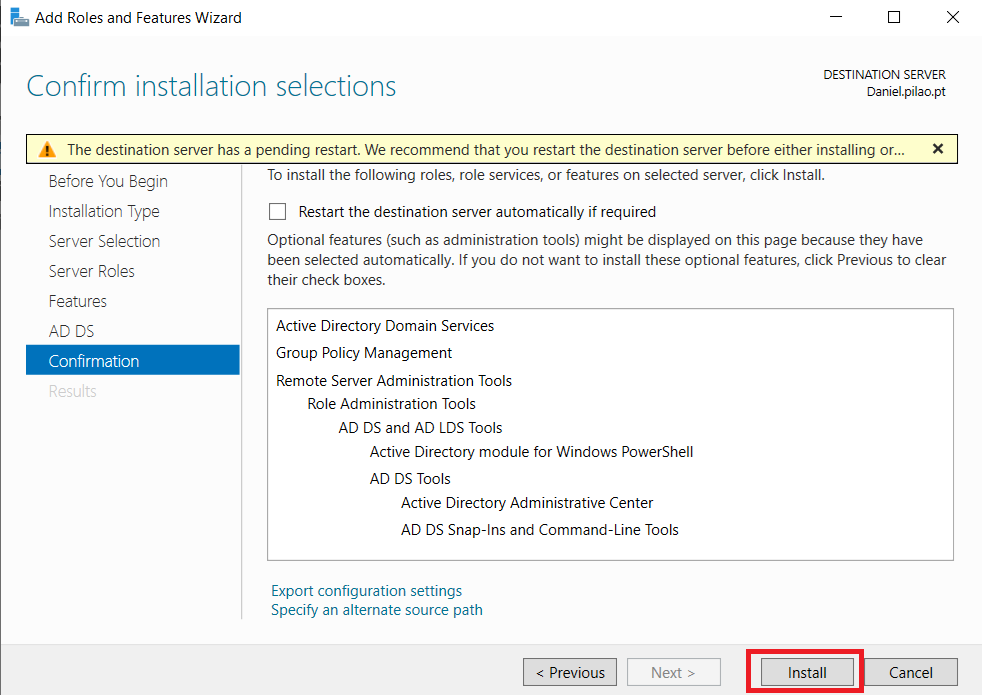 Add Roles and Features Wizard
Confirm installation selections
DESTINATION SERVER
Daniel.pilao.pt
The destination server has a pending restart. We recommend that you restart the destination server before either installing or...
Before You Begin
Installation Type
Server Selection
Server Roles
Features
AD DS
Confirmation
Results
To install the following roles, role services, or features on selected server, click Install.
Restart the destination server automatically if required
Optional features (such as administration tools) might be displayed on this page because they have
been selected automatically. If you do not want to install these optional features, click Previous to clear
their check boxes.
Active Directory Domain Services
Group Policy Management
Remote Server Administration Tools
Role Administration Tools
AD DS and AD LDS Tools
Active Directory module for Windows PowerShell
AD DS Tools
Active Directory Administrative Center
AD DS Snap-Ins and Command-Line Tools
Export configuration settings
Specify an alternate source path
< Previous
Next >
Install
Cancel